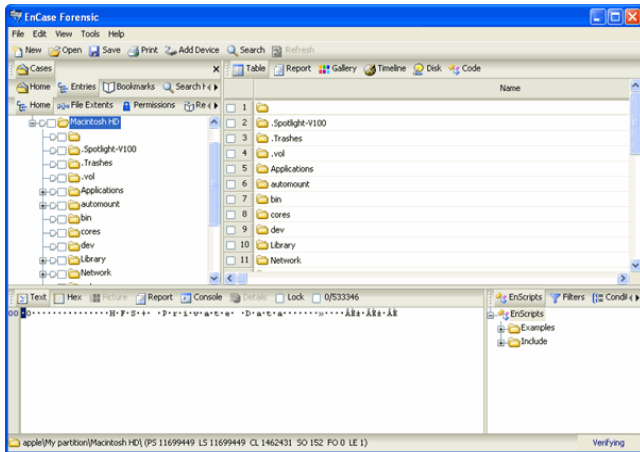 EnCase Forensic
File Edit View Tools Help
New Open Save Print Add Device Search Refresh
Cases
Home Entries Bookmarks Search H
Home File Extents Permissions Re
Macintosh HD
.Spotlight-V100
.Trashes
.vol
Applications
automount
bin
cores
dev
Library
Network
Table Report Gallery Timeline Disk Code
Name
1
2 .Spotlight-V100
3 .Trashes
4 .vol
5 Applications
6 automount
7 bin
8 cores
9 dev
10 Library
11 Network
Text Hex Picture Report Console Details Lock 0/533346
00 ·0··············H·F·S·+· ·P·r·i·v·a·t·e· ·D·a·t·a·
EnScripts Filters Condit
EnScripts
Examples
Include
apple\My partition\Macintosh HD\ (PS 11699449 LS 11699449 CL 1462431 SO 152 FO 0 LE 1)
Verifying